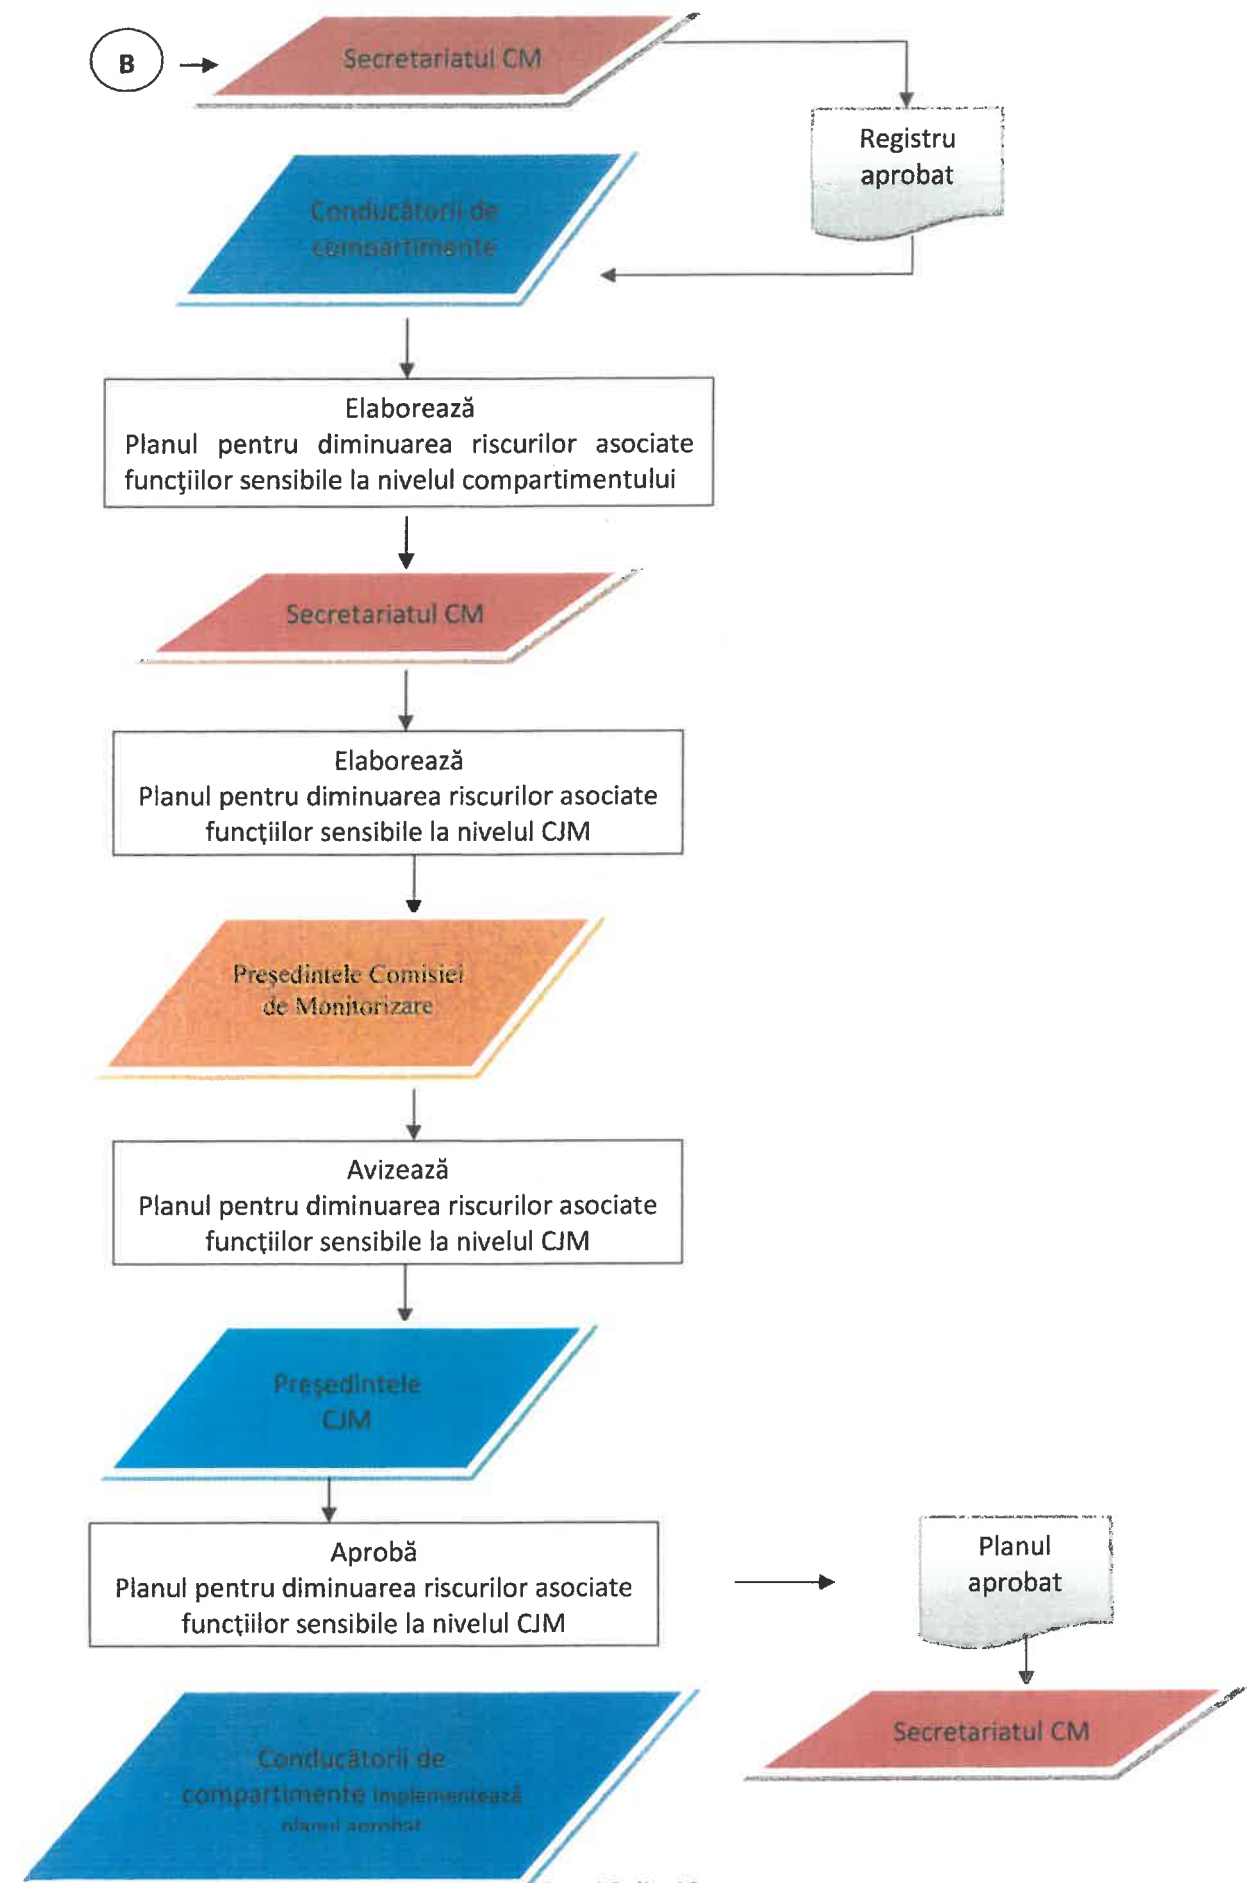 B
Secretariatul CM
Registru
aprobat
Conducătorii de
compartimente
Elaborează
Planul pentru diminuarea riscurilor asociate
funcţiilor sensibile la nivelul compartimentului
Secretariatul CM
Elaborează
Planul pentru diminuarea riscurilor asociate
funcţiilor sensibile la nivelul CJM
Preşedintele Comisiei
de Monitorizare
Avizează
Planul pentru diminuarea riscurilor asociate
funcţiilor sensibile la nivelul CJM
Preşedintele
CJM
Aprobă
Planul pentru diminuarea riscurilor asociate
funcţiilor sensibile la nivelul CJM
Planul
aprobat
Secretariatul CM
Conducătorii de
compartimente implementează
planul aprobat